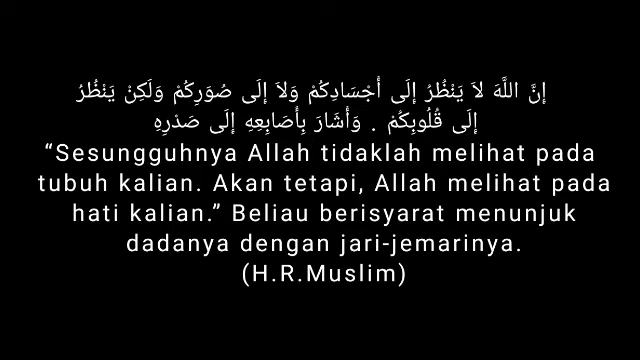 إِنَّ اللَّهَ لاَ يَنْظُرُ إِلَى أَجْسَادِكُمْ وَلاَ إِلَى صُوَرِكُمْ وَلَكِنْ يَنْظُرُ
إِلَى قُلُوبِكُمْ . وَأَشَارَ بِأَصَابِعِهِ إِلَى صَدْرِهِ
“Sesungguhnya Allah tidaklah melihat pada
tubuh kalian. Akan tetapi, Allah melihat pada
hati kalian.” Beliau berisyarat menunjuk
dadanya dengan jari-jemarinya.
(H.R.Muslim)